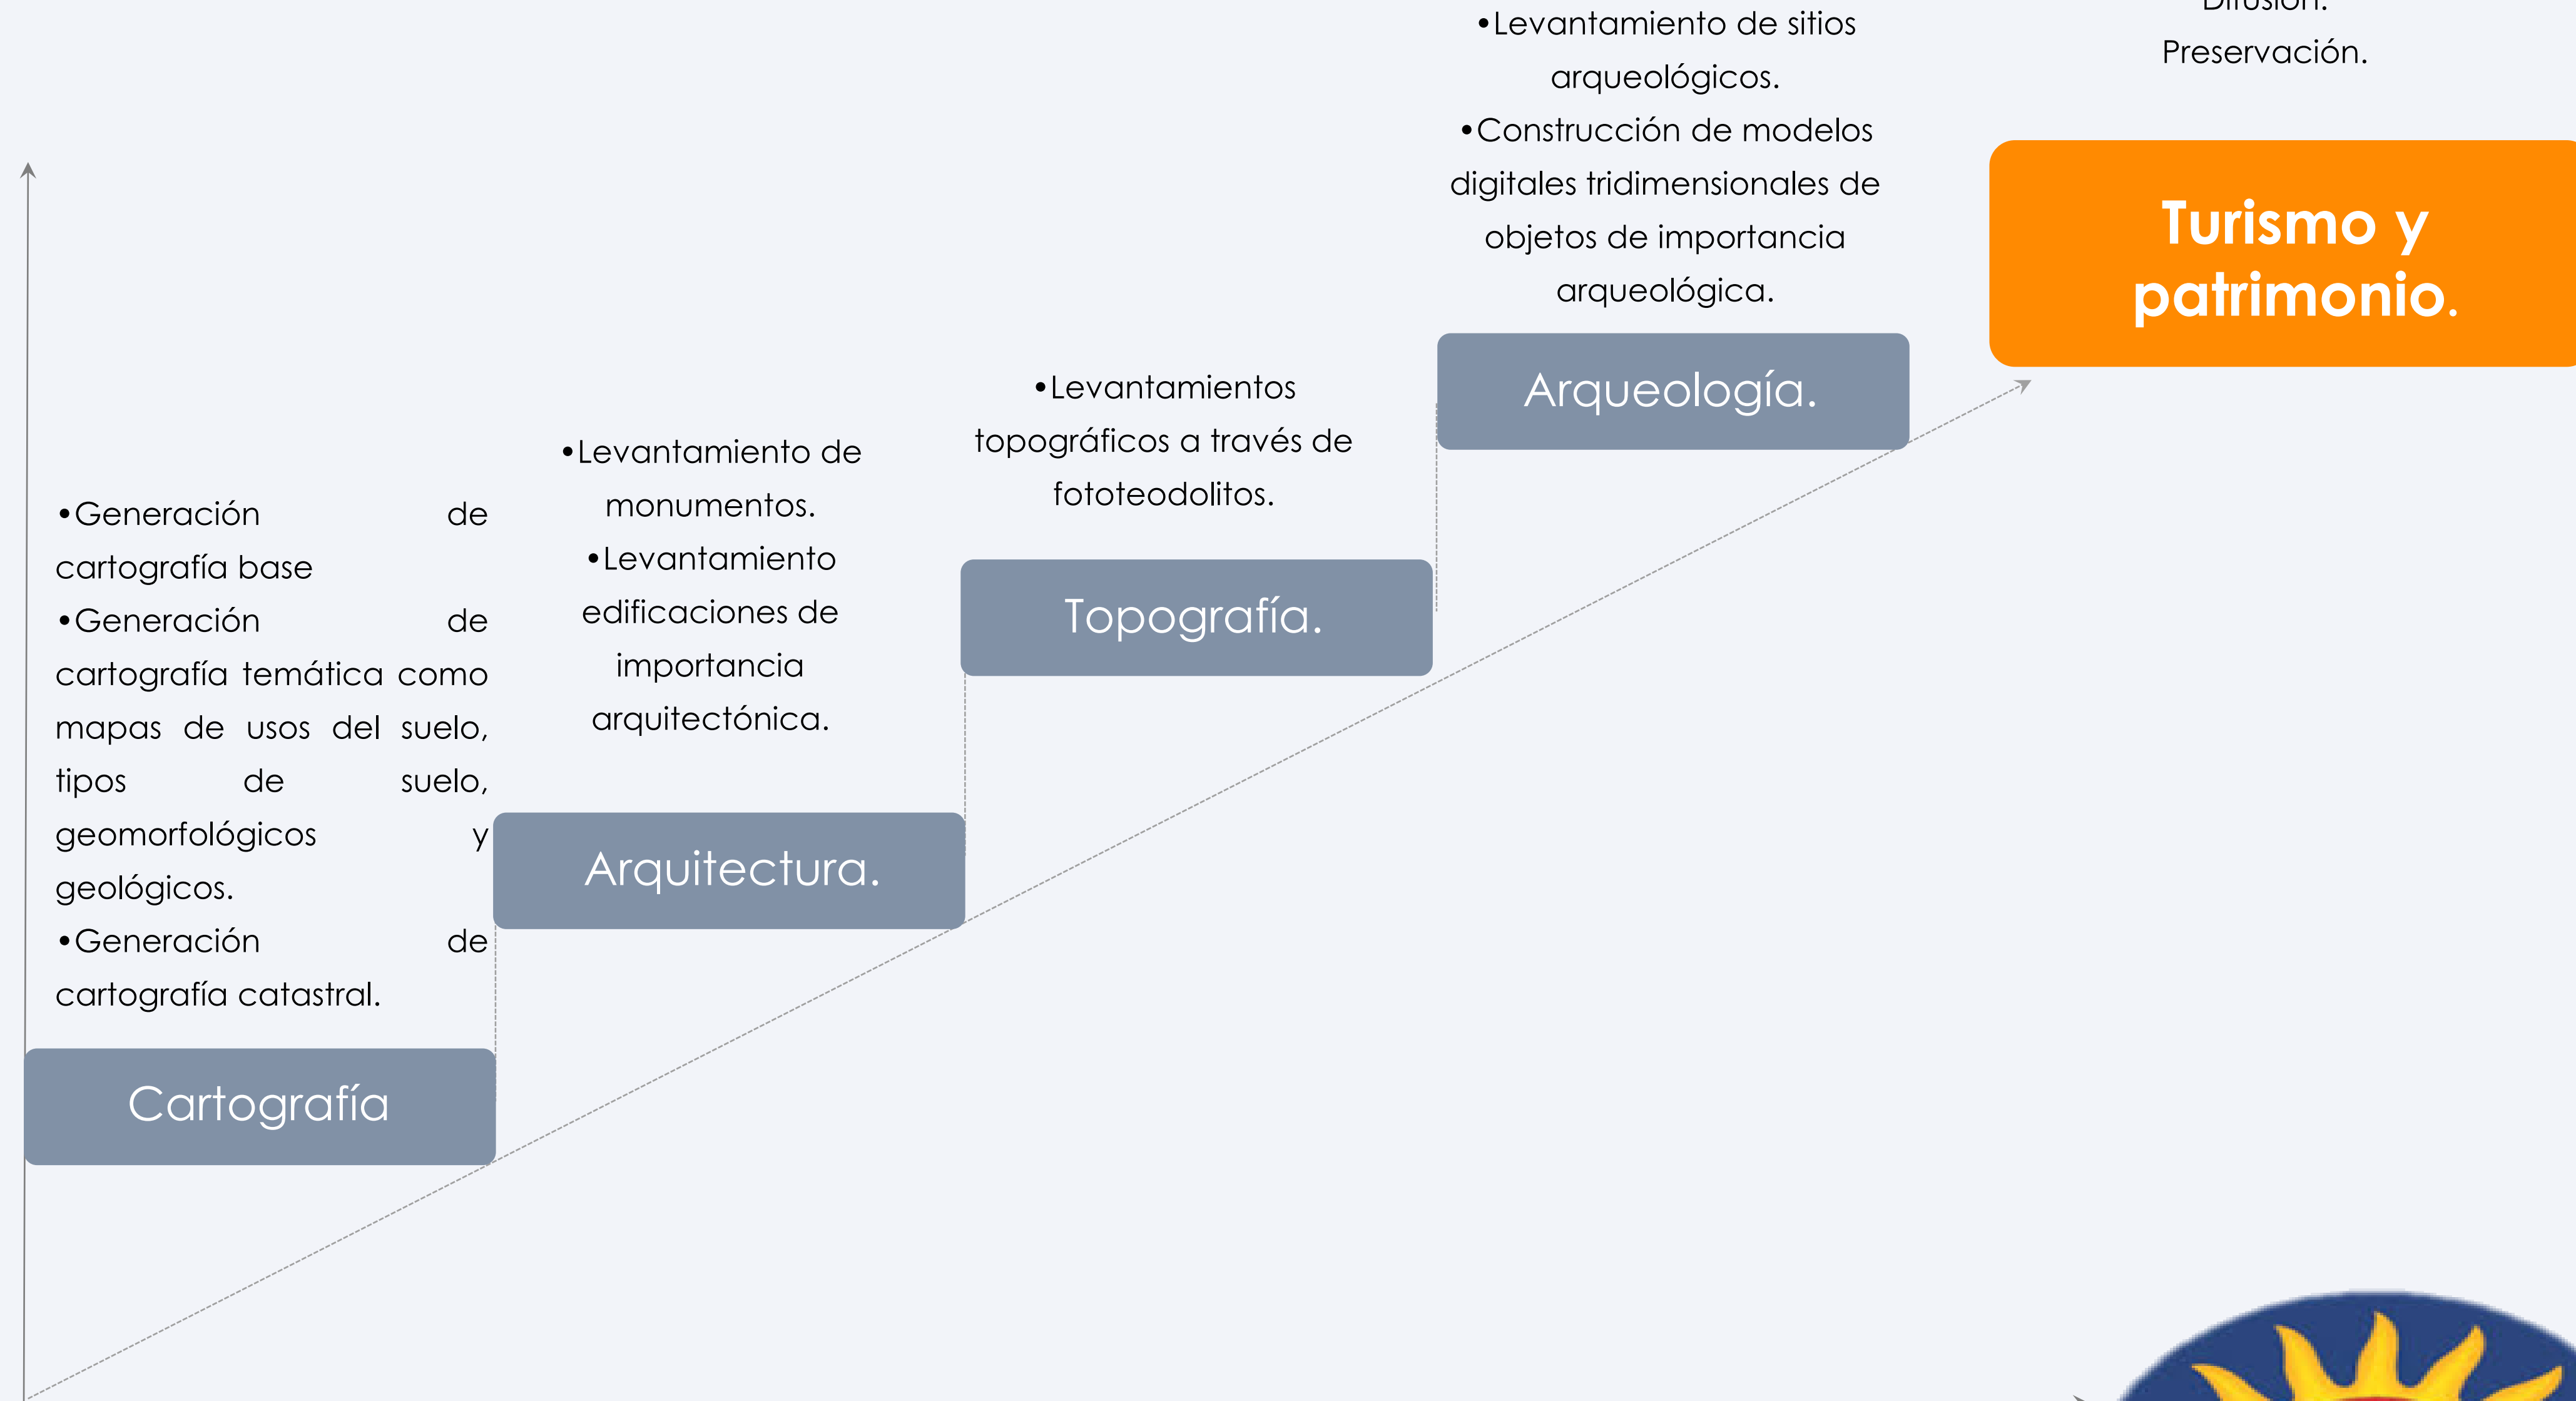 •Generación de
cartografía base
•Generación de
cartografía temática como
mapas de usos del suelo,
tipos de suelo,
geomorfológicos y
geológicos.
•Generación de
cartografía catastral.
Cartografía
•Levantamiento de
monumentos.
•Levantamiento
edificaciones de
importancia
arquitectónica.
Arquitectura.
•Levantamientos
topográficos a través de
fototeodolitos.
Topografía.
•Levantamiento de sitios
arqueológicos.
•Construcción de modelos
digitales tridimensionales de
objetos de importancia
arqueológica.
Arqueología.
Difusión.
Preservación.
Turismo y
patrimonio.